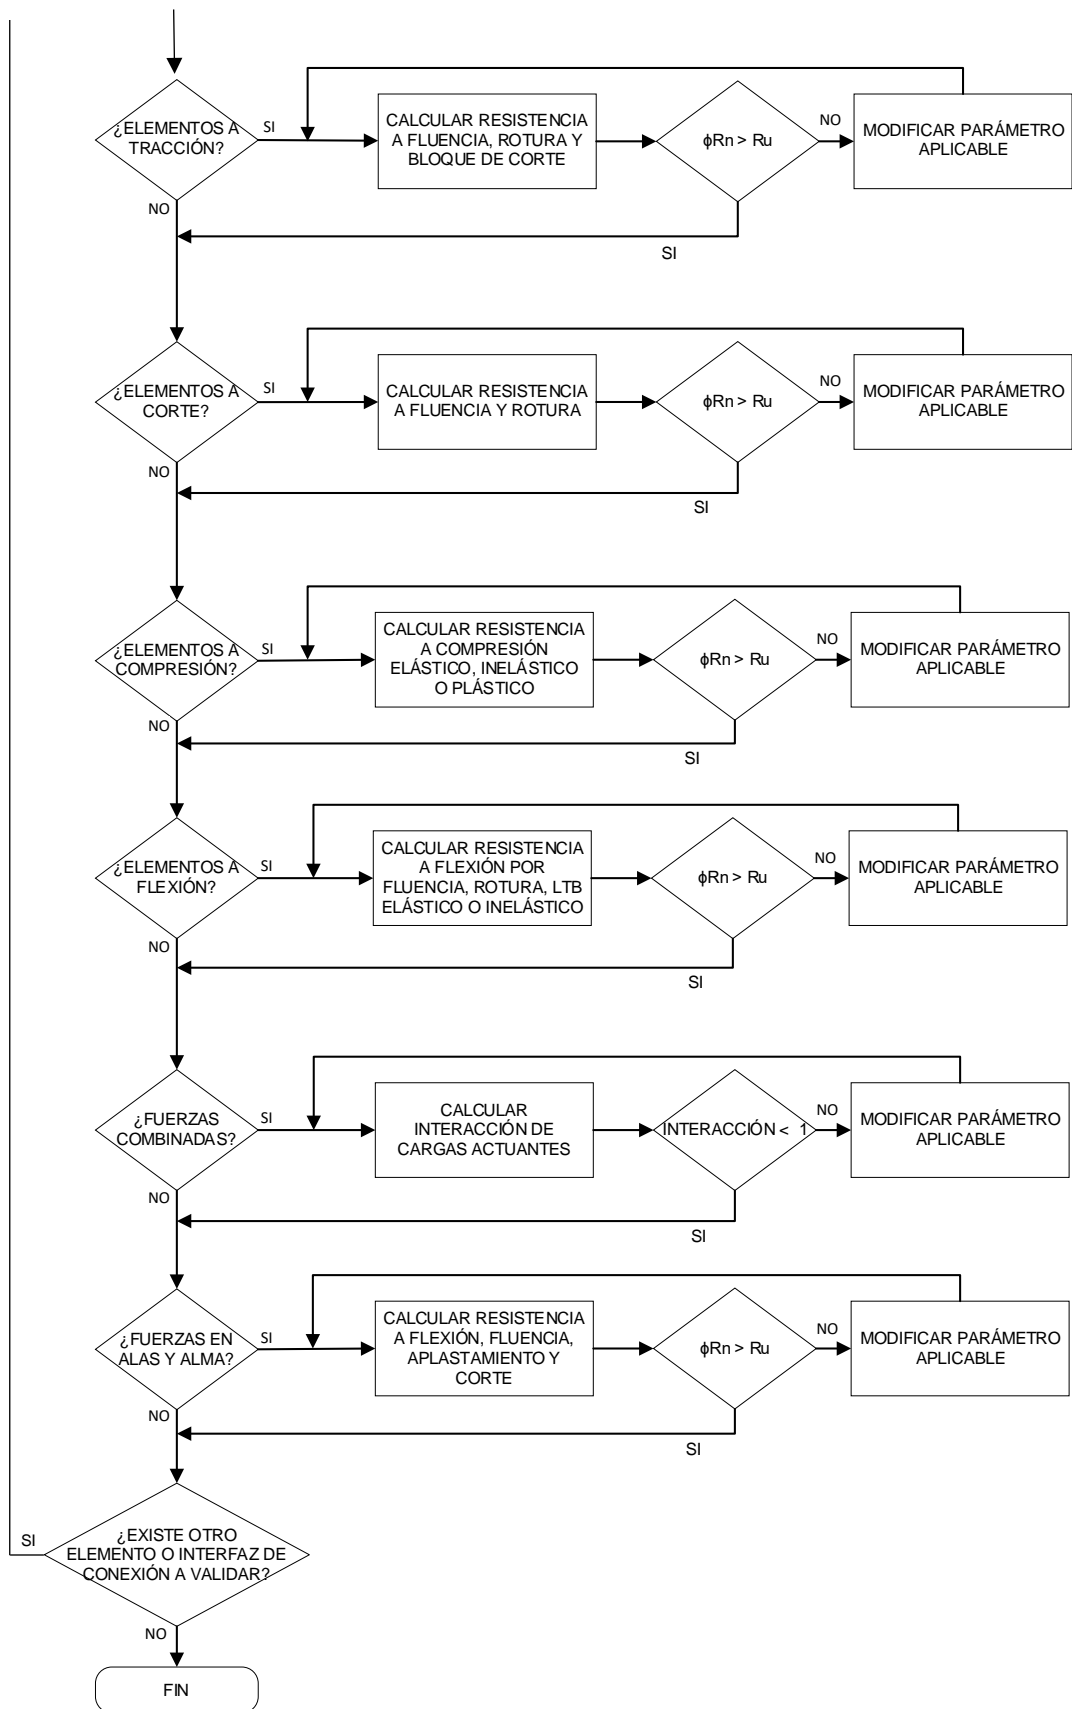 ¿ELEMENTOS A
TRACCIÓN?
SI
CALCULAR RESISTENCIA
A FLUENCIA, ROTURA Y
BLOQUE DE CORTE
ϕRn > Ru
NO
MODIFICAR PARÁMETRO
APLICABLE
NO
SI
¿ELEMENTOS A
CORTE?
SI
CALCULAR RESISTENCIA
A FLUENCIA Y ROTURA
ϕRn > Ru
NO
MODIFICAR PARÁMETRO
APLICABLE
NO
SI
¿ELEMENTOS A
COMPRESIÓN?
SI
CALCULAR RESISTENCIA
A COMPRESIÓN
ELÁSTICO, INELÁSTICO
O PLÁSTICO
ϕRn > Ru
NO
MODIFICAR PARÁMETRO
APLICABLE
NO
SI
¿ELEMENTOS A
FLEXIÓN?
SI
CALCULAR RESISTENCIA
A FLEXIÓN POR
FLUENCIA, ROTURA, LTB
ELÁSTICO O INELÁSTICO
ϕRn > Ru
NO
MODIFICAR PARÁMETRO
APLICABLE
NO
SI
¿FUERZAS
COMBINADAS?
SI
CALCULAR
INTERACCIÓN DE
CARGAS ACTUANTES
INTERACCIÓN < 1
NO
MODIFICAR PARÁMETRO
APLICABLE
NO
SI
¿FUERZAS EN
ALAS Y ALMA?
SI
CALCULAR RESISTENCIA
A FLEXIÓN, FLUENCIA,
APLASTAMIENTO Y
CORTE
ϕRn > Ru
NO
MODIFICAR PARÁMETRO
APLICABLE
NO
SI
¿EXISTE OTRO
ELEMENTO O INTERFAZ DE
CONEXIÓN A VALIDAR?
SI
NO
FIN